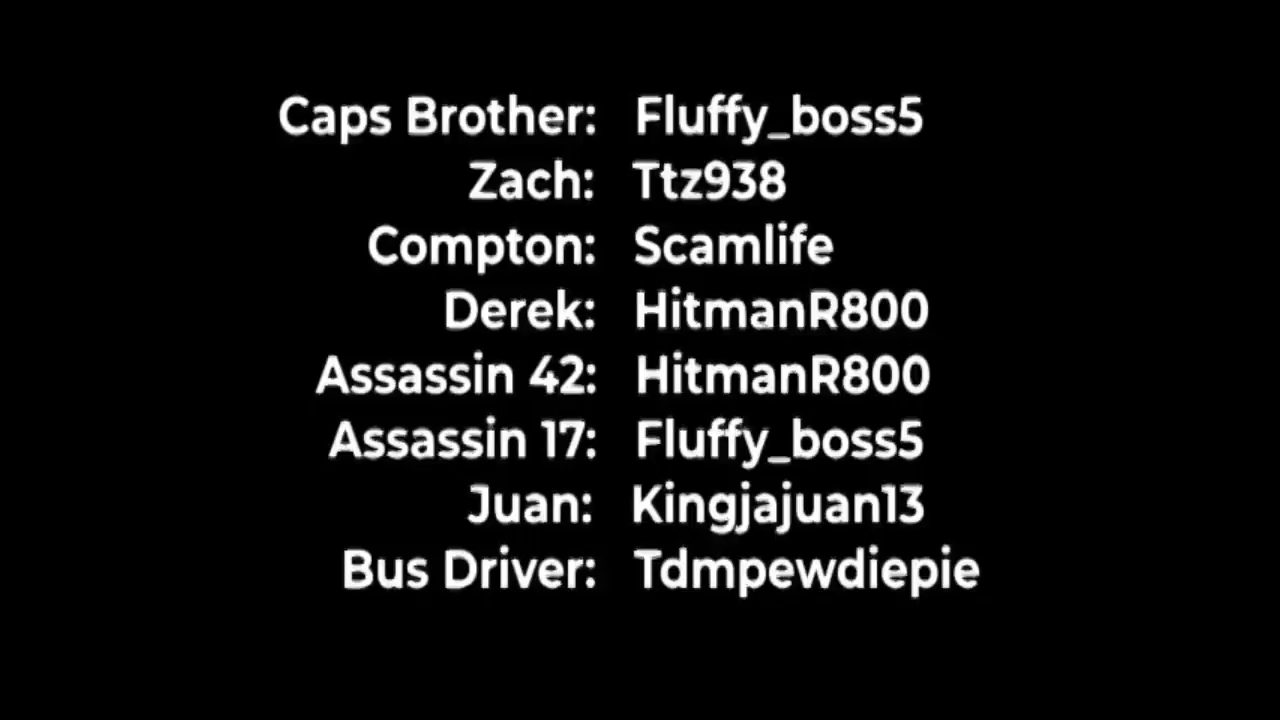 Caps Brother: Fluffy_boss5
Zach: Ttz938
Compton: Scamlife
Derek: HitmanR800
Assassin 42: HitmanR800
Assassin 17: Fluffy_boss5
Juan: Kingjajuan13
Bus Driver: Tdmpewdiepie